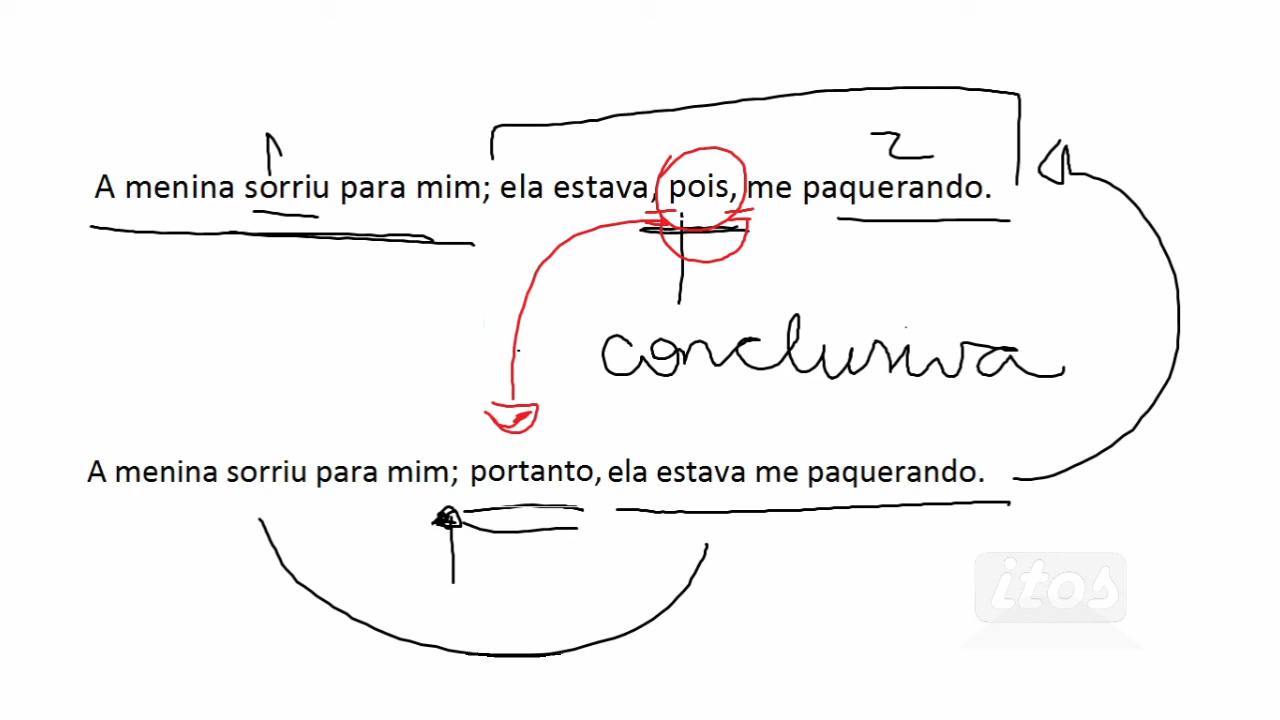 1 2
A menina sorriu para mim; ela estava, pois, me paquerando.
conclusiva
A menina sorriu para mim; portanto, ela estava me paquerando.
itos